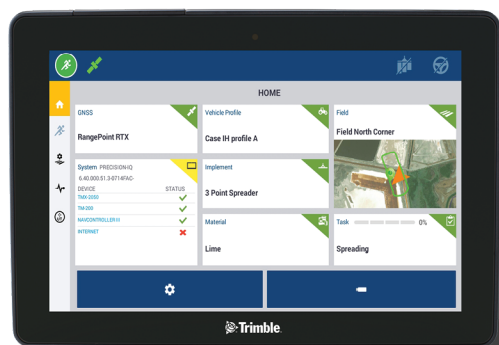 HOME
GNSS
RangePoint RTX
Vehicle Profile
Case IH profile A
Field
Field North Corner
System PRECISION-IQ
6.40.000.51.3-0714-FAC-
DEVICE STATUS
TMX-2050
TM-200
NAVCONTROLLER III
INTERNET
Implement
3 Point Spreader
Material
Lime
Task 0%
Spreading
Trimble